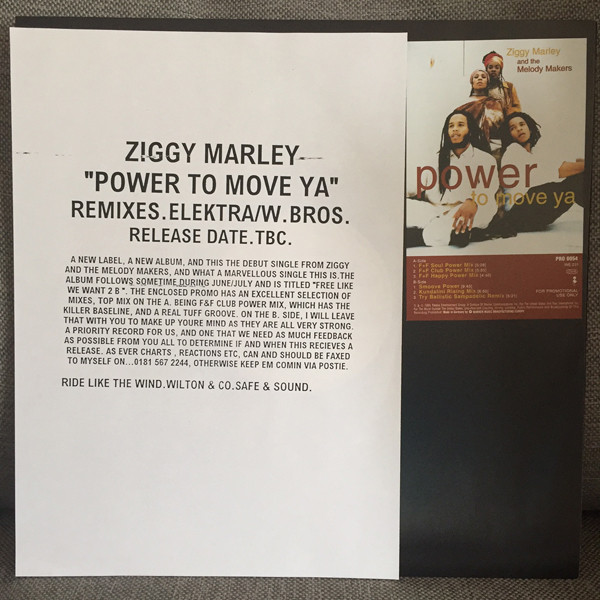 ZIGGY MARLEY
"POWER TO MOVE YA"
REMIXES.ELEKTRA/W.BROS.
RELEASE DATE.TBC.
A NEW LABEL, A NEW ALBUM, AND THIS THE DEBUT SINGLE FROM ZIGGY
AND THE MELODY MAKERS, AND WHAT A MARVELLOUS SINGLE THIS IS.THE
ALBUM FOLLOWS SOMETIME DURING JUNE/JULY AND IS TITLED "FREE LIKE
WE WANT 2 B ". THE ENCLOSED PROMO HAS AN EXCELLENT SELECTION OF
MIXES, TOP MIX ON THE A. BEING F&F CLUB POWER MIX, WHICH HAS THE
KILLER BASELINE, AND A REAL TUFF GROOVE. ON THE B. SIDE, I WILL LEAVE
THAT WITH YOU TO MAKE UP YOURE MIND AS THEY ARE ALL VERY STRONG.
A PRIORITY RECORD FOR US, AND ONE THAT WE NEED AS MUCH FEEDBACK
AS POSSIBLE FROM YOU ALL TO DETERMINE IF AND WHEN THIS RECIEVES A
RELEASE. AS EVER CHARTS , REACTIONS ETC, CAN AND SHOULD BE FAXED
TO MYSELF ON...0181 567 2244, OTHERWISE KEEP EM COMIN VIA POSTIE.
RIDE LIKE THE WIND.WILTON & CO.SAFE & SOUND.
Ziggy Marley
and the
Melody Makers
power
to move ya
PRO 9954
1. F+F Soul Power Mix
2. F+F Club Power Mix
3. F+F Happy Power Mix
1. Smoove Power
2. Kundalini Rising Mix
3. Try Ballistic Sempodelic Remix
FOR PROMOTIONAL
USE ONLY